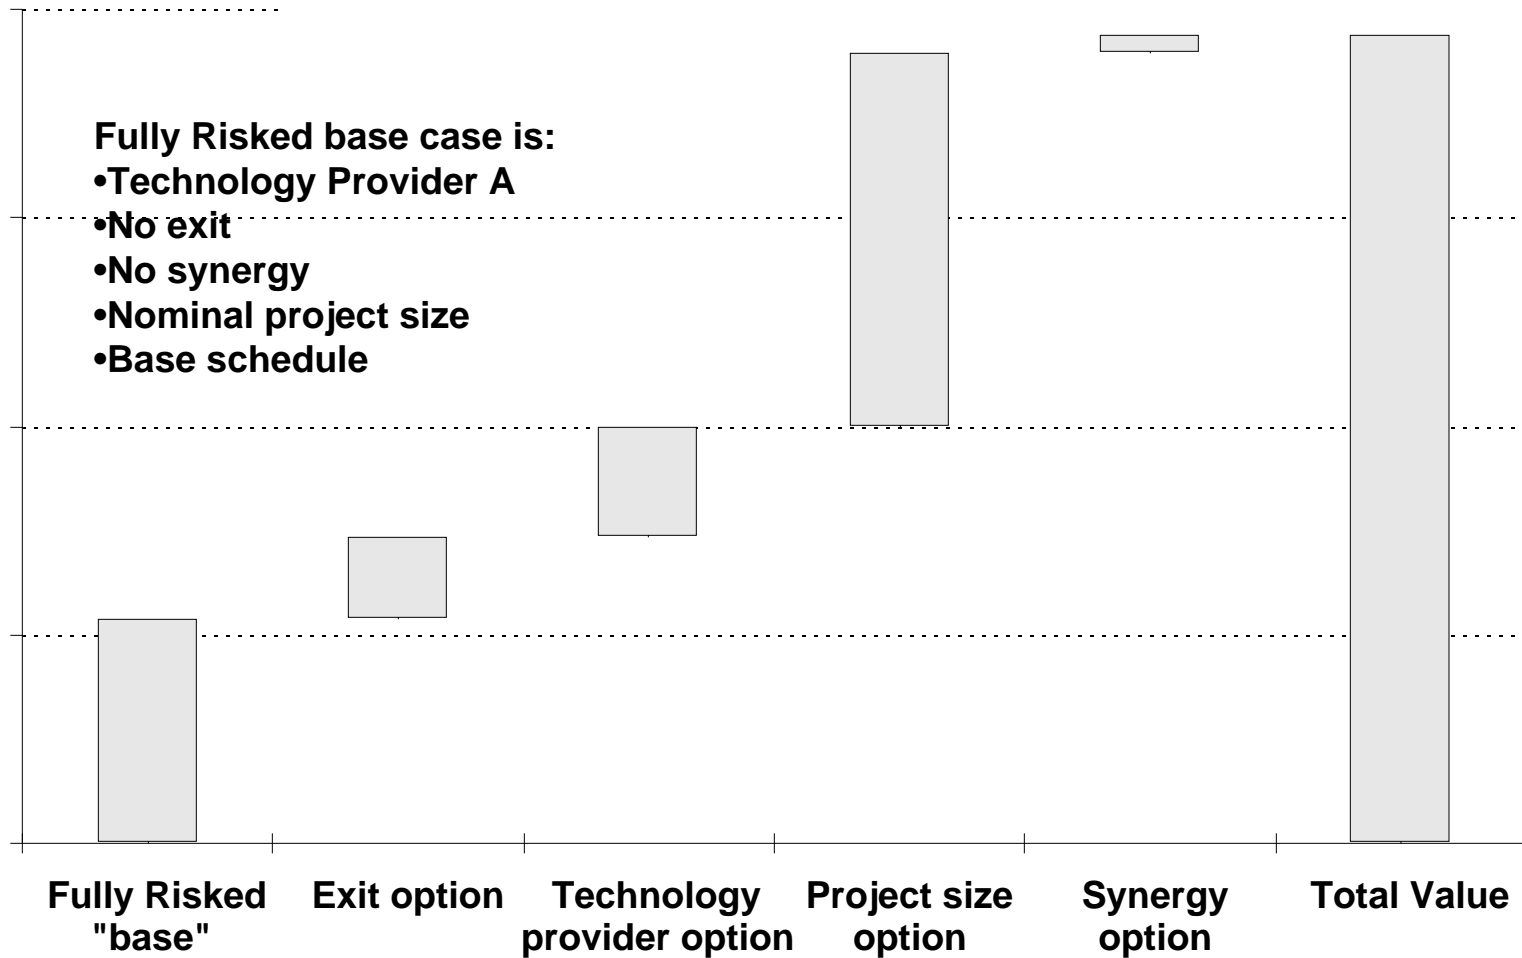 Fully Risked base case is:
•Technology Provider A
•No exit
•No synergy
•Nominal project size
•Base schedule
Fully Risked
"base"
Exit option
Technology
provider option
Project size
option
Synergy
option
Total Value